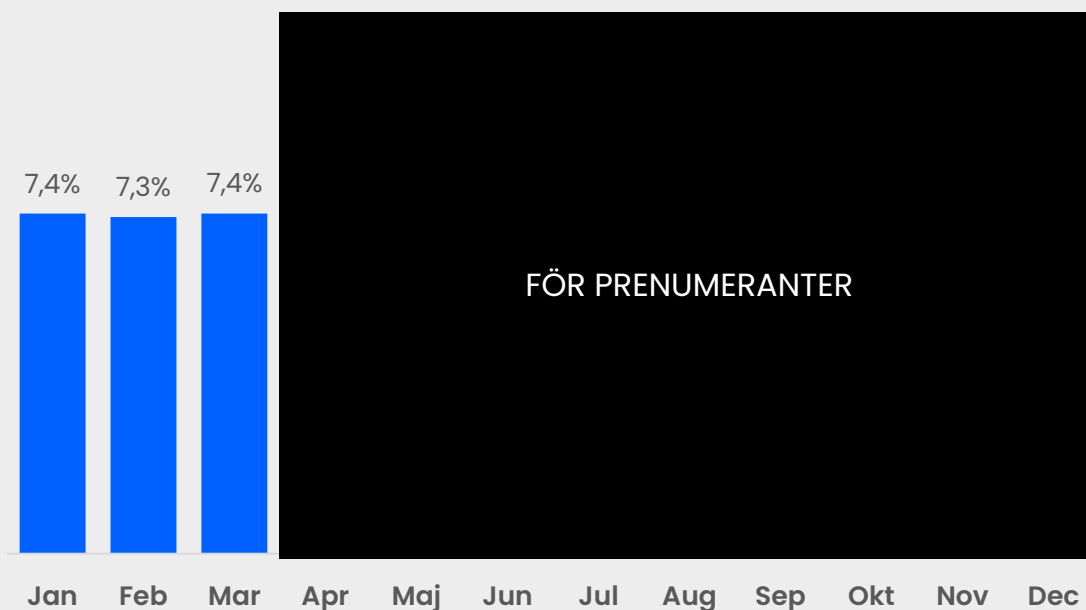 7,4% 7,3% 7,4%
FÖR PRENUMERANTER
Jan Feb Mar Apr Maj Jun Jul Aug Sep Okt Nov Dec